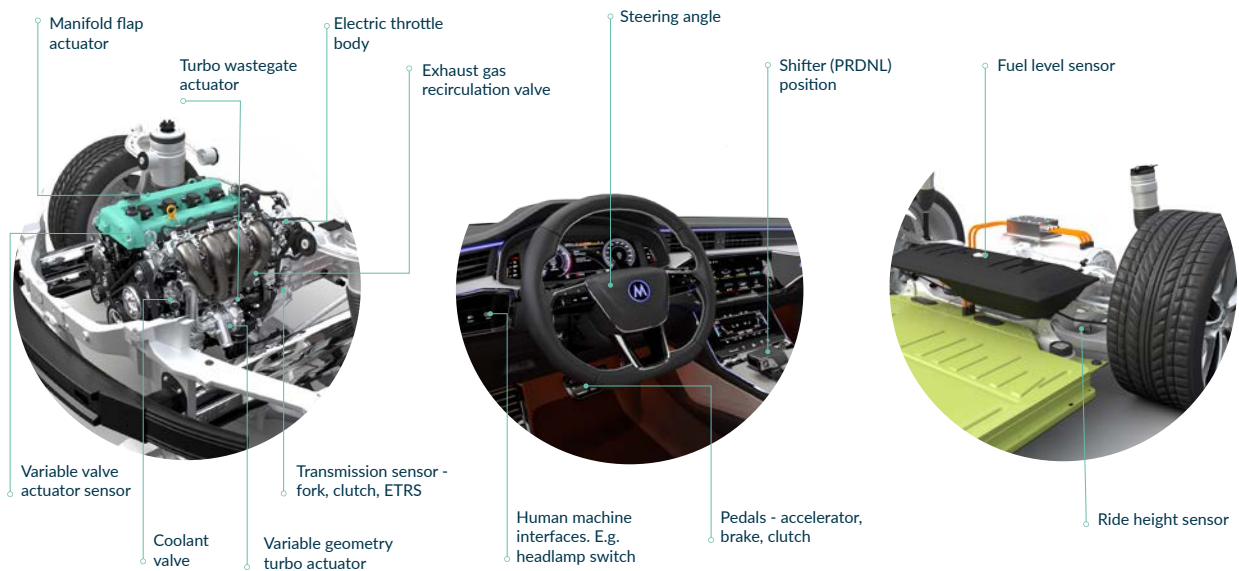 Manifold flap
actuator
Turbo wastegate
actuator
Electric throttle
body
Exhaust gas
recirculation valve
Variable valve
actuator sensor
Coolant
valve
Variable geometry
turbo actuator
Transmission sensor -
fork, clutch, ETRS
Steering angle
Shifter (PRDNL)
position
M
Human machine
interfaces. E.g.
headlamp switch
Pedals - accelerator,
brake, clutch
Fuel level sensor
Ride height sensor